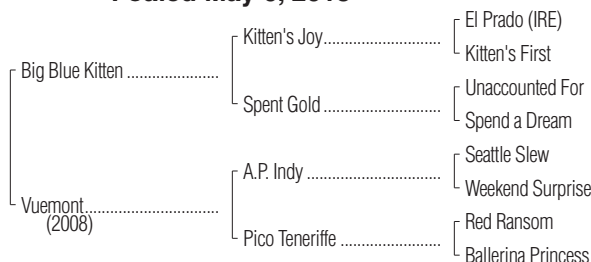 El Prado (IRE)
Kitten's Joy
Kitten's First
Big Blue Kitten
Unaccounted For
Spent Gold
Spend a Dream
Seattle Slew
A.P. Indy
Weekend Surprise
Vuemont
(2008)
Red Ransom
Pico Teneriffe
Ballerina Princess